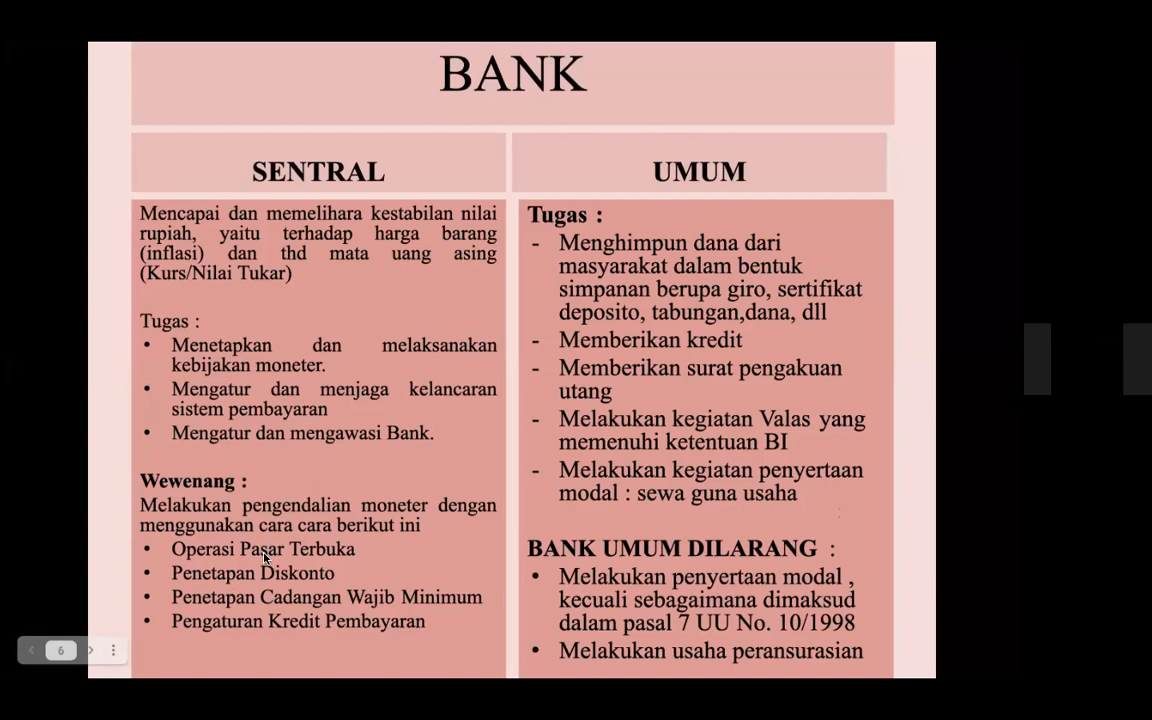 BANK
SENTRAL
Mencapai dan memelihara kestabilan nilai
rupiah, yaitu terhadap harga barang
(inflasi) dan thd mata uang asing
(Kurs/Nilai Tukar)
Tugas :
• Menetapkan dan melaksanakan
kebijakan moneter.
• Mengatur dan menjaga kelancaran
sistem pembayaran
• Mengatur dan mengawasi Bank.
Wewenang :
Melakukan pengendalian moneter dengan
menggunakan cara cara berikut ini
• Operasi Pasar Terbuka
• Penetapan Diskonto
• Penetapan Cadangan Wajib Minimum
• Pengaturan Kredit Pembayaran
UMUM
Tugas :
- Menghimpun dana dari
masyarakat dalam bentuk
simpanan berupa giro, sertifikat
deposito, tabungan,dana, dll
- Memberikan kredit
- Memberikan surat pengakuan
utang
- Melakukan kegiatan Valas yang
memenuhi ketentuan BI
- Melakukan kegiatan penyertaan
modal : sewa guna usaha
BANK UMUM DILARANG :
• Melakukan penyertaan modal ,
kecuali sebagaimana dimaksud
dalam pasal 7 UU No. 10/1998
• Melakukan usaha peransurasian
6